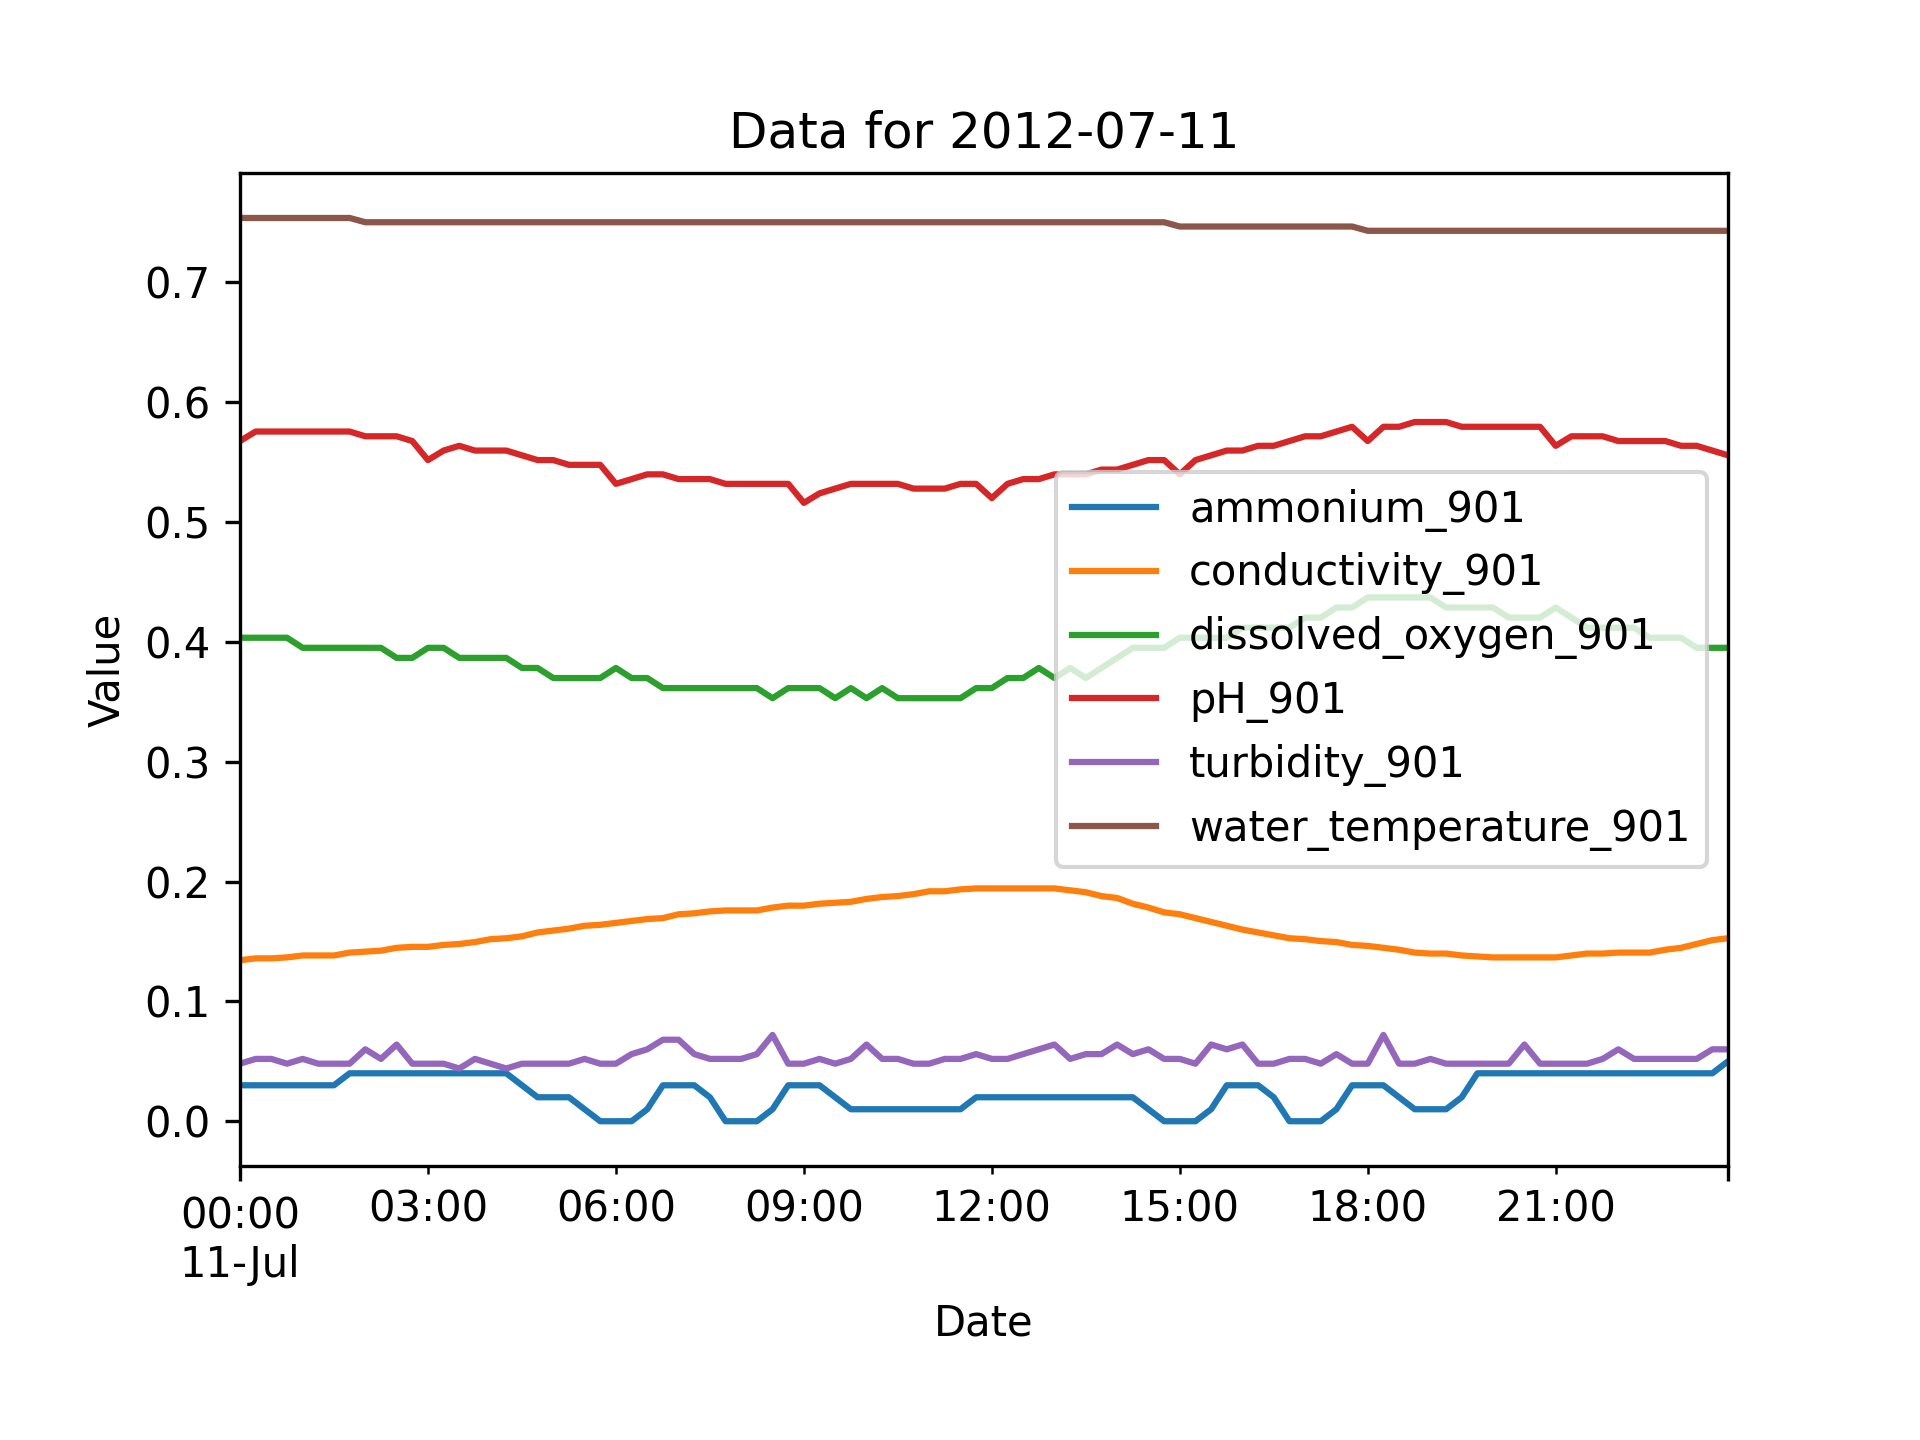 Data for 2012-07-11
Value
0.7
0.6
0.5
0.4
0.3
0.2
0.1
0.0
ammonium_901
conductivity_901
dissolved_oxygen_901
pH_901
turbidity_901
water_temperature_901
00:00 03:00 06:00 09:00 12:00 15:00 18:00 21:00
11-Jul
Date